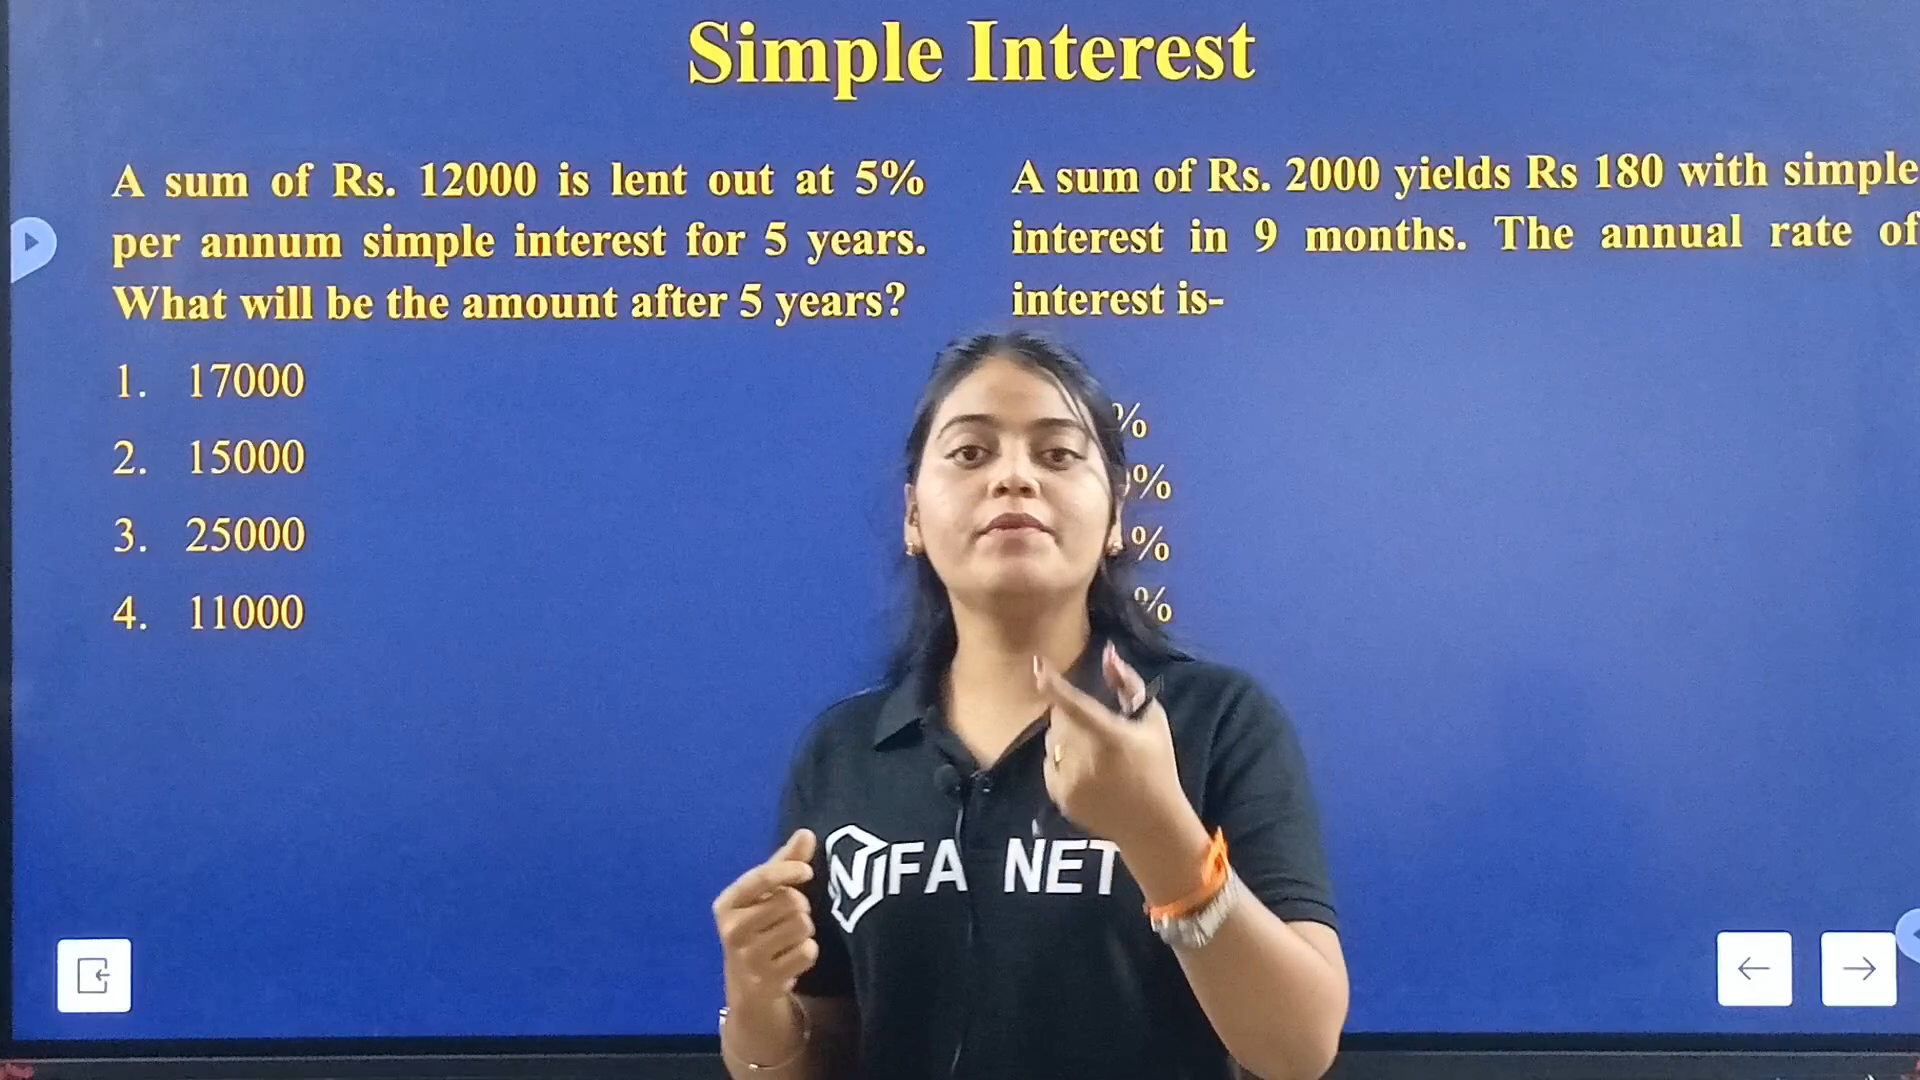 Simple Interest
A sum of Rs. 12000 is lent out at 5%
per annum simple interest for 5 years.
What will be the amount after 5 years?
1. 17000
2. 15000
3. 25000
4. 11000
A sum of Rs. 2000 yields Rs 180 with simple
interest in 9 months. The annual rate of
interest is-
%
%
%
%
FA NET